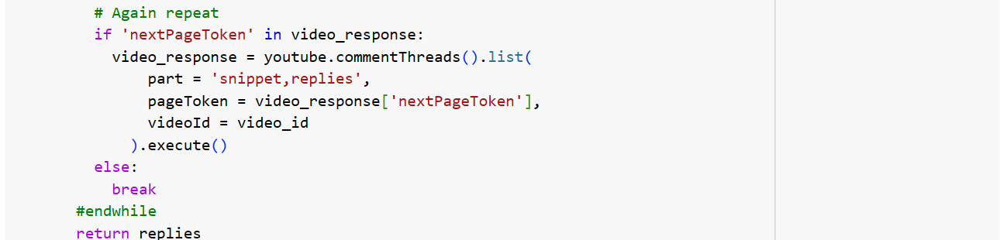 # Again repeat
if 'nextPageToken' in video_response:
video_response = youtube.commentThreads().list(
part = 'snippet,replies',
pageToken = video_response['nextPageToken'],
videoId = video_id
).execute()
else:
break
#endwhile
return replies